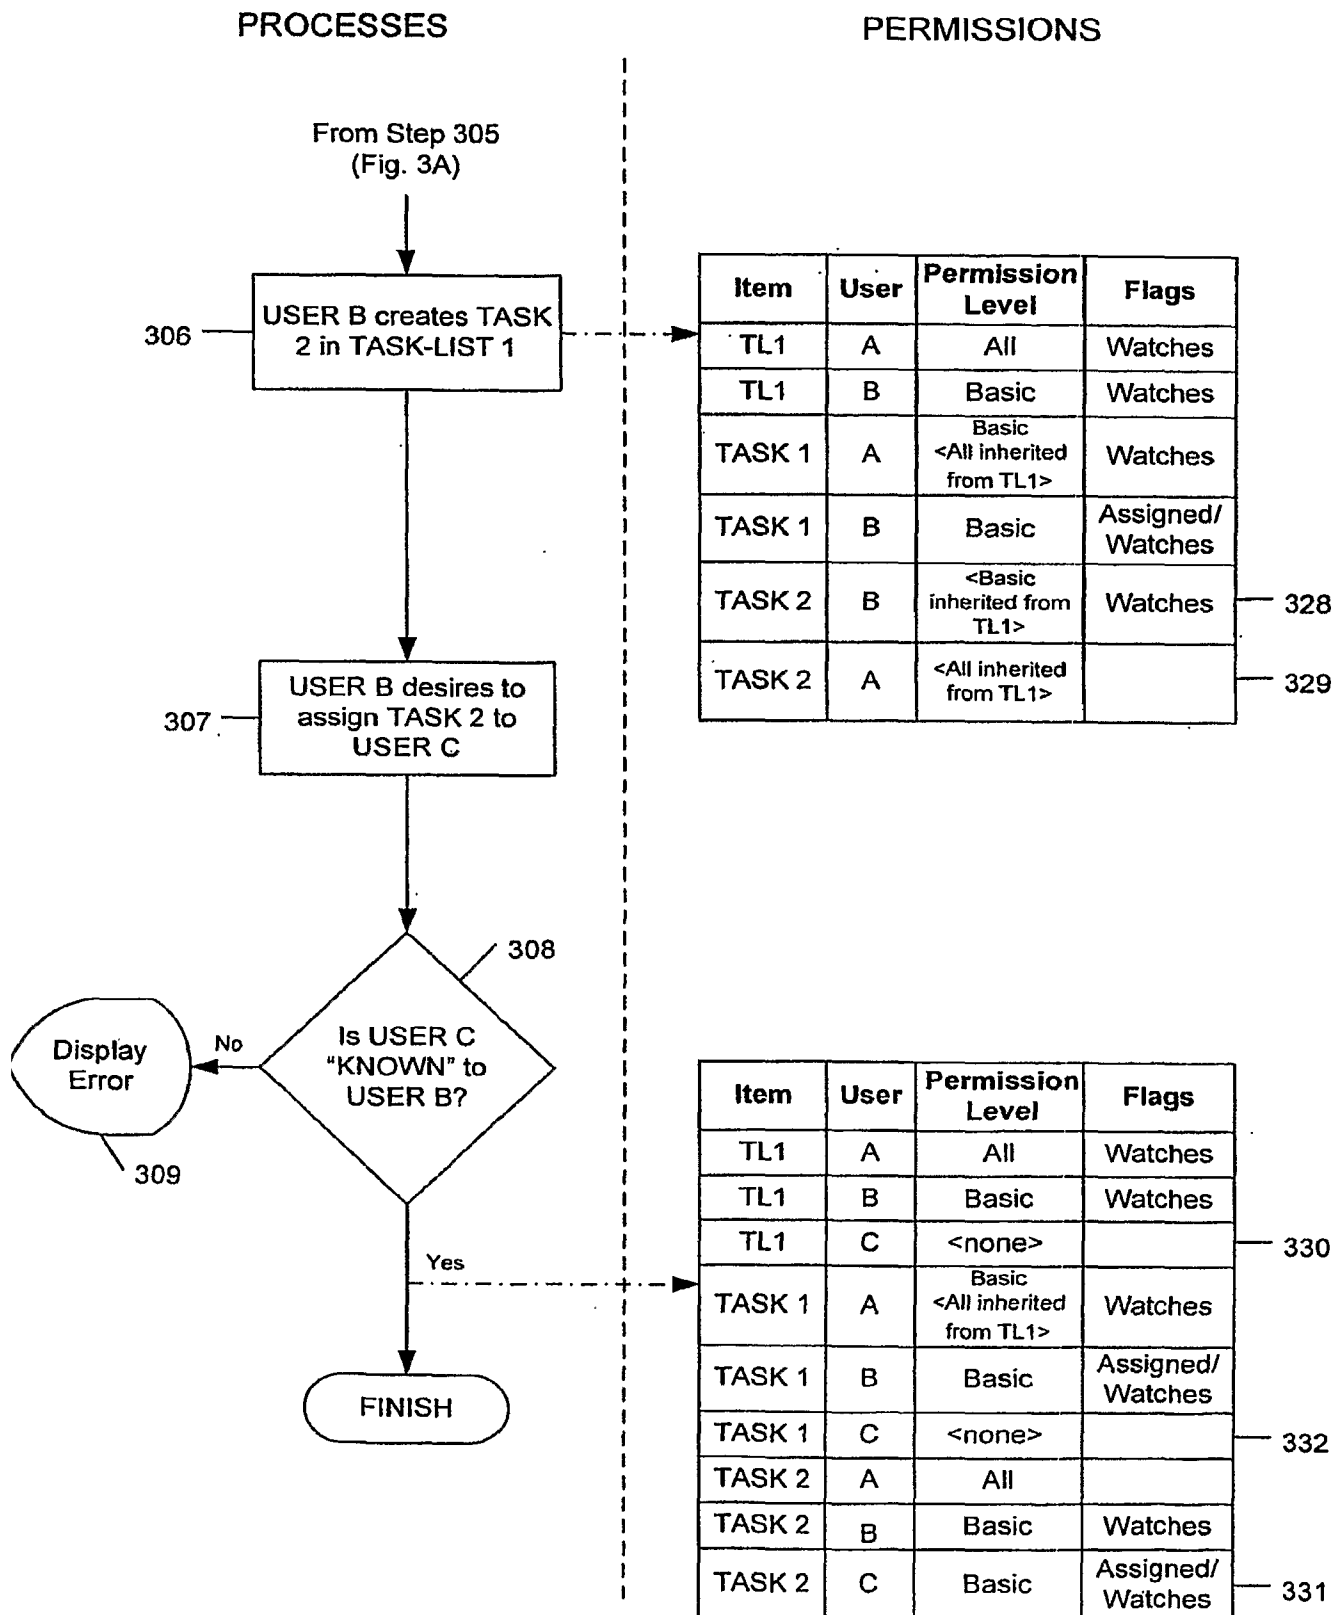 PROCESSES
PERMISSIONS
From Step 305
(Fig. 3A)
306
USER B creates TASK
2 in TASK-LIST 1
Item User Permission Level Flags
TL1 A All Watches
TL1 B Basic Watches
TASK 1 A Basic <All inherited from TL1> Watches
TASK 1 B Basic Assigned/ Watches
TASK 2 B <Basic inherited from TL1> Watches 328
TASK 2 A <All inherited from TL1> 329
307
USER B desires to
assign TASK 2 to
USER C
308
Is USER C
“KNOWN” to
USER B?
No
Display
Error
309
Yes
FINISH
Item User Permission Level Flags
TL1 A All Watches
TL1 B Basic Watches
TL1 C <none> 330
TASK 1 A Basic <All inherited from TL1> Watches
TASK 1 B Basic Assigned/ Watches
TASK 1 C <none> 332
TASK 2 A All
TASK 2 B Basic Watches
TASK 2 C Basic Assigned/ Watches 331